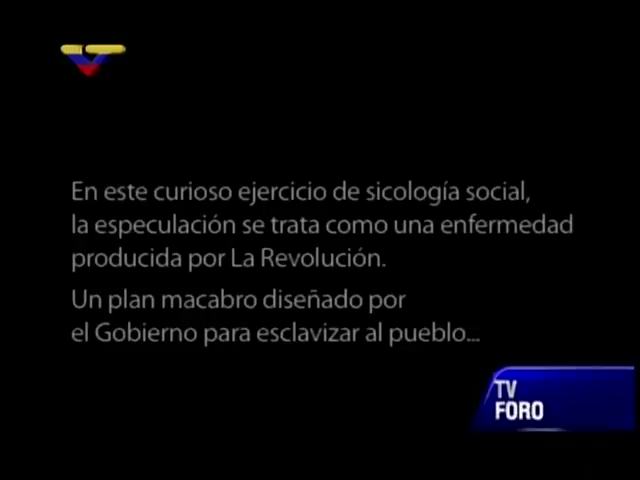 En este curioso ejercicio de sicología social,
la especulación se trata como una enfermedad
producida por La Revolución.
Un plan macabro diseñado por
el Gobierno para esclavizar al pueblo...
TV
FORO